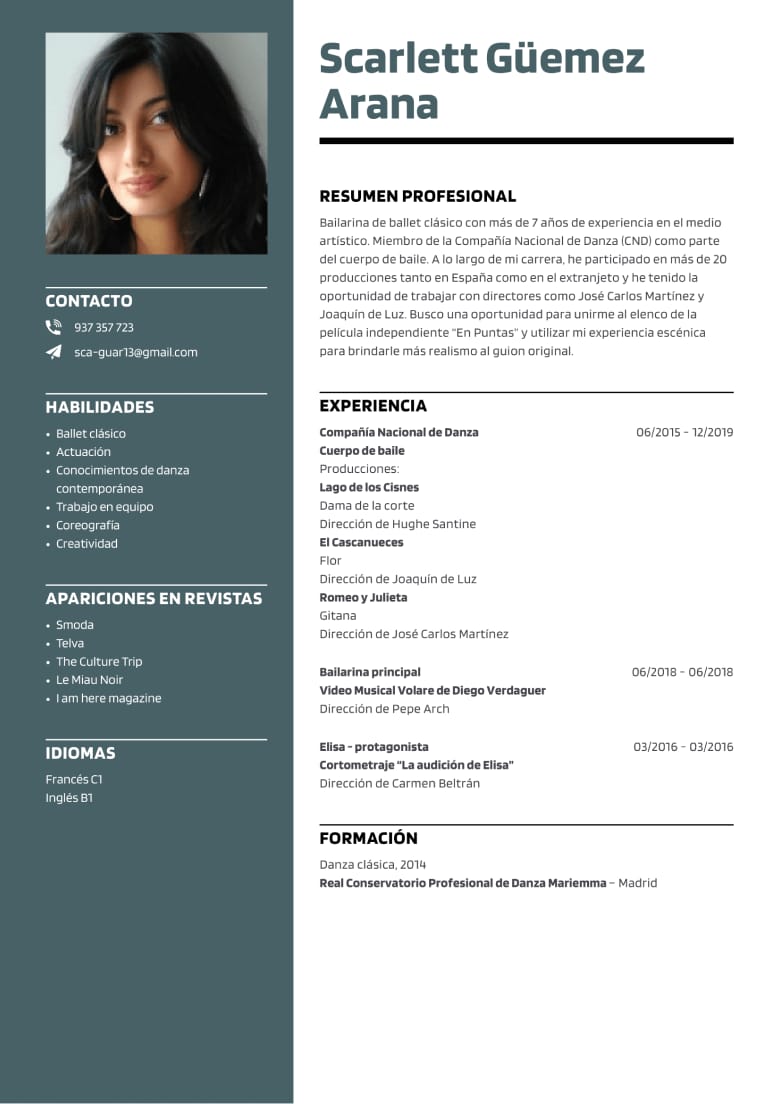 Scarlett Güemez
Arana
CONTACTO
937 357 723
sca-guar13@gmail.com
HABILIDADES
• Ballet clásico
• Actuación
• Conocimientos de danza
contemporánea
• Trabajo en equipo
• Coreografía
• Creatividad
APARICIONES EN REVISTAS
• Smoda
• Telva
• The Culture Trip
• Le Miau Noir
• I am here magazine
IDIOMAS
Francés C1
Inglés B1
RESUMEN PROFESIONAL
Bailarina de ballet clásico con más de 7 años de experiencia en el medio
artístico. Miembro de la Compañía Nacional de Danza (CND) como parte
del cuerpo de baile. A lo largo de mi carrera, he participado en más de 20
producciones tanto en España como en el extranjeto y he tenido la
oportunidad de trabajar con directores como José Carlos Martínez y
Joaquín de Luz. Busco una oportunidad para unirme al elenco de la
película independiente "En Puntas" y utilizar mi experiencia escénica
para brindarle más realismo al guion original.
EXPERIENCIA
Compañía Nacional de Danza 06/2015 - 12/2019
Cuerpo de baile
Producciones:
Lago de los Cisnes
Dama de la corte
Dirección de Hughe Santine
El Cascanueces
Flor
Dirección de Joaquín de Luz
Romeo y Julieta
Gitana
Dirección de José Carlos Martínez
Bailarina principal 06/2018 - 06/2018
Video Musical Volare de Diego Verdaguer
Dirección de Pepe Arch
Elisa - protagonista 03/2016 - 03/2016
Cortometraje "La audición de Elisa"
Dirección de Carmen Beltrán
FORMACIÓN
Danza clásica, 2014
Real Conservatorio Profesional de Danza Mariemma – Madrid